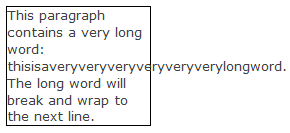 This paragraph
contains a very long
word:
thisisaveryveryveryveryveryverylongword.
The long word will
break and wrap to
the next line.